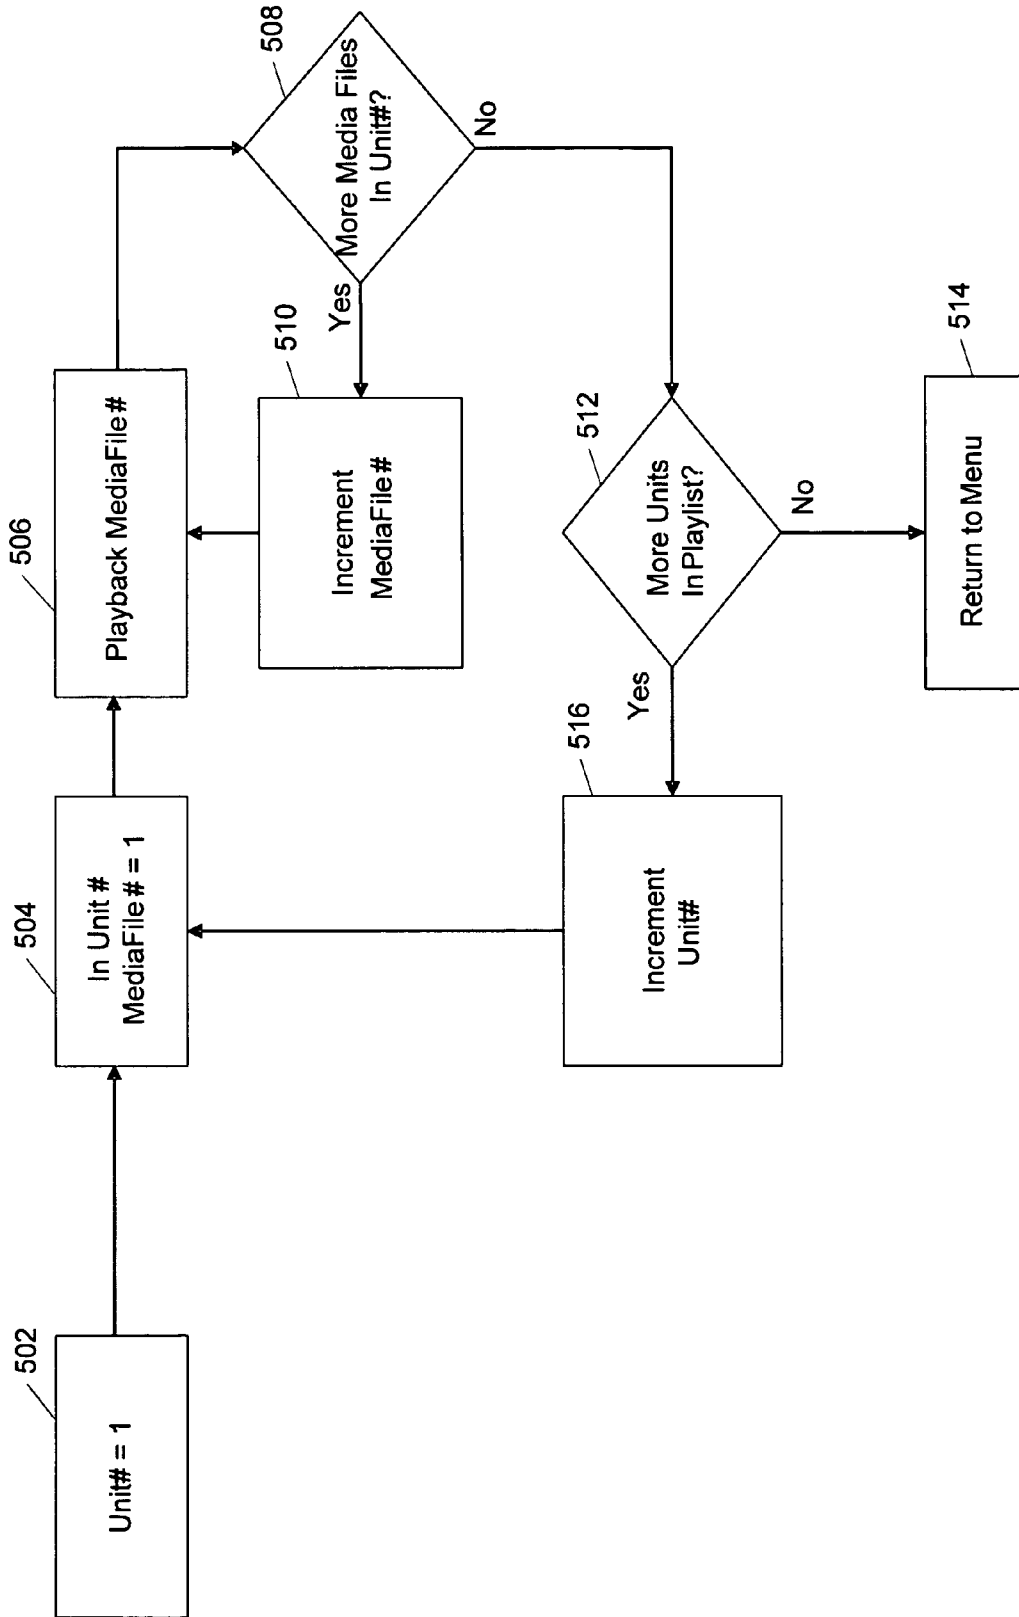 502
Unit# = 1
504
In Unit #
MediaFile# = 1
506
Playback MediaFile#
508
More Media Files
In Unit#?
Yes
No
510
Increment
MediaFile#
512
More Units
In Playlist?
Yes
No
516
Increment
Unit#
514
Return to Menu